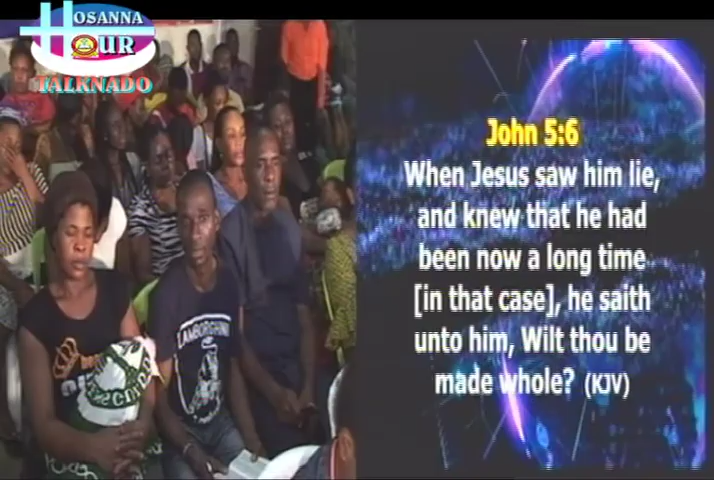 HOSANNA
HOUR
TALKNADO
John 5:6
When Jesus saw him lie,
and knew that he had
been now a long time
[in that case], he saith
unto him, Wilt thou be
made whole? (KJV)
LAMBORGHINI